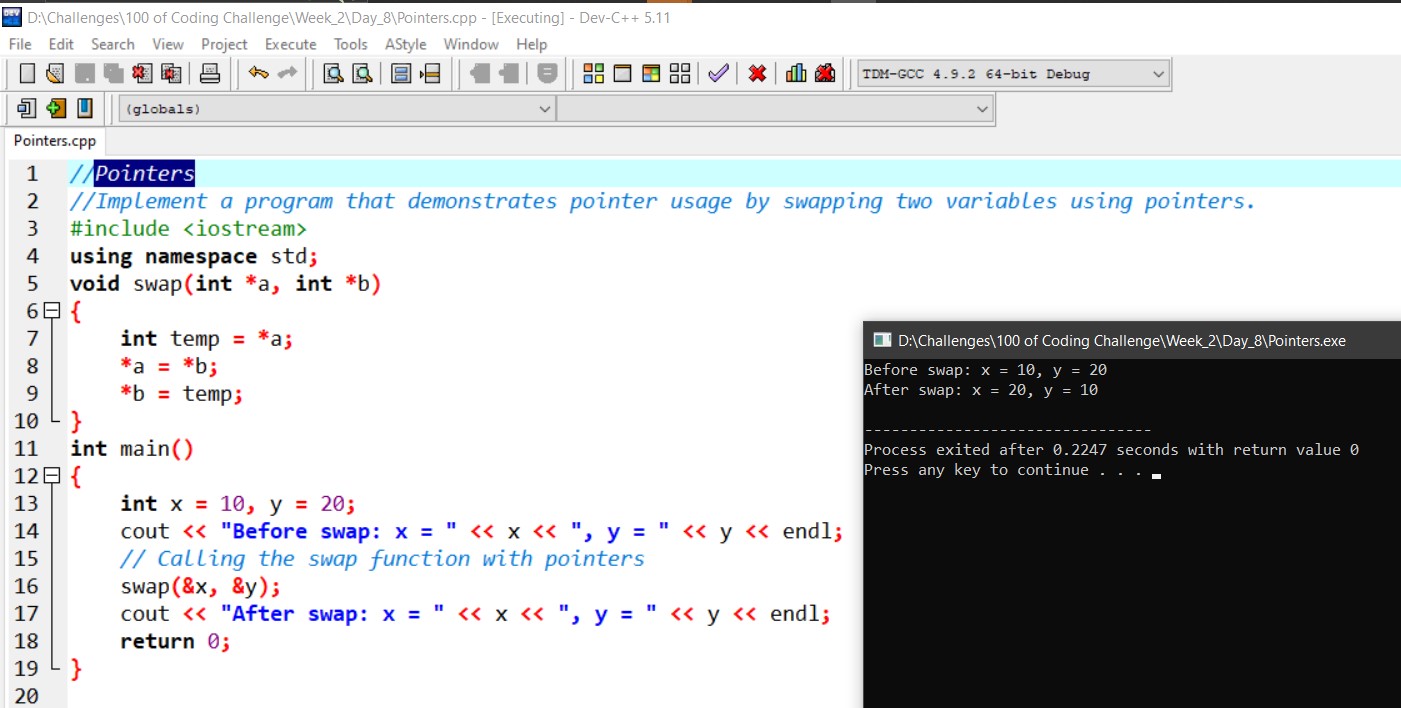 D:\Challenges\100 of Coding Challenge\Week_2\Day_8\Pointers.cpp - [Executing] - Dev-C++ 5.11
File Edit Search View Project Execute Tools AStyle Window Help
TDM-GCC 4.9.2 64-bit Debug
(globals)
Pointers.cpp
1 //Pointers
2 //Implement a program that demonstrates pointer usage by swapping two variables using pointers.
3 #include <iostream>
4 using namespace std;
5 void swap(int *a, int *b)
6 {
7     int temp = *a;
8     *a = *b;
9     *b = temp;
10 }
11 int main()
12 {
13     int x = 10, y = 20;
14     cout << "Before swap: x = " << x << ", y = " << y << endl;
15     // Calling the swap function with pointers
16     swap(&x, &y);
17     cout << "After swap: x = " << x << ", y = " << y << endl;
18     return 0;
19 }
20
D:\Challenges\100 of Coding Challenge\Week_2\Day_8\Pointers.exe
Before swap: x = 10, y = 20
After swap: x = 20, y = 10
--------------------------------
Process exited after 0.2247 seconds with return value 0
Press any key to continue . . .